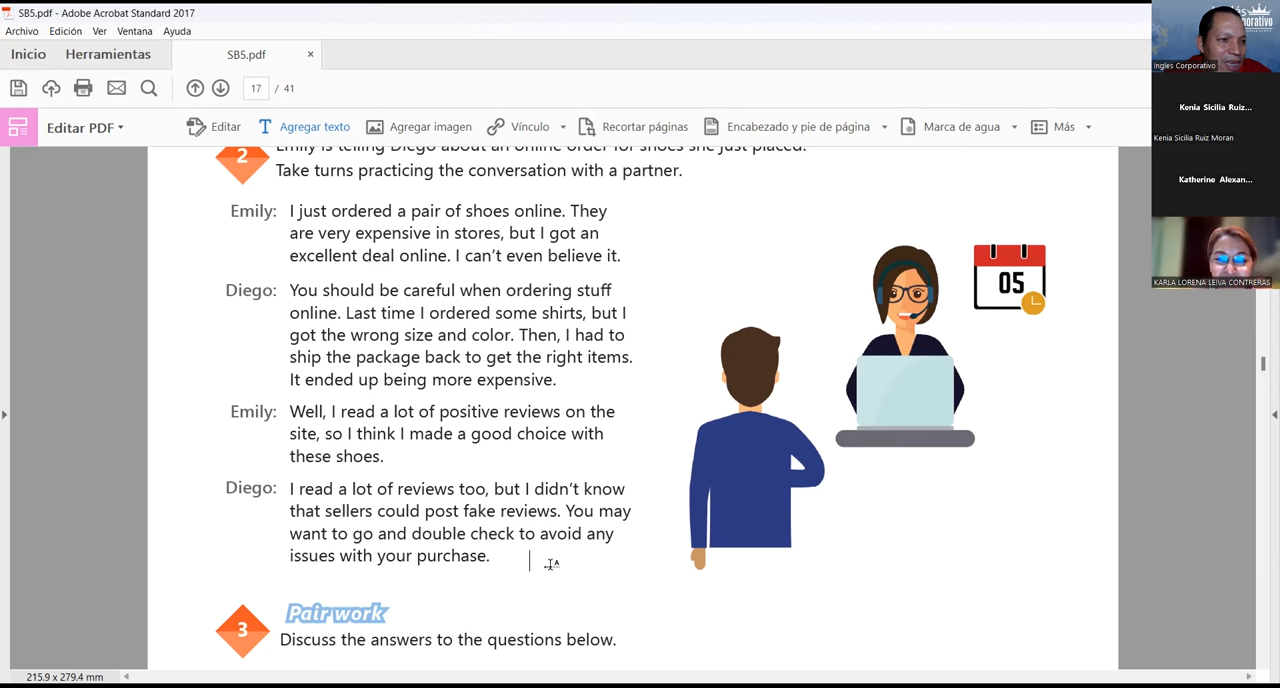 SB5.pdf - Adobe Acrobat Standard 2017
Archivo Edición Ver Ventana Ayuda
Inicio Herramientas SB5.pdf ×
17 / 41
Editar PDF Editar Agregar texto Agregar imagen Vínculo Recortar páginas Encabezado y pie de página Marca de agua Más
2 Emily is telling Diego about an online order for shoes she just placed.
Take turns practicing the conversation with a partner.
Emily: I just ordered a pair of shoes online. They
are very expensive in stores, but I got an
excellent deal online. I can't even believe it.
Diego: You should be careful when ordering stuff
online. Last time I ordered some shirts, but I
got the wrong size and color. Then, I had to
ship the package back to get the right items.
It ended up being more expensive.
Emily: Well, I read a lot of positive reviews on the
site, so I think I made a good choice with
these shoes.
Diego: I read a lot of reviews too, but I didn't know
that sellers could post fake reviews. You may
want to go and double check to avoid any
issues with your purchase.
05
3 Pair work
Discuss the answers to the questions below.
215.9 x 279.4 mm
Ingles Corporativo
Kenia Sicilia Ruiz...
Kenia Sicilia Ruiz Moran
Katherine Alexan...
KARLA LORENA LEIVA CONTRERAS